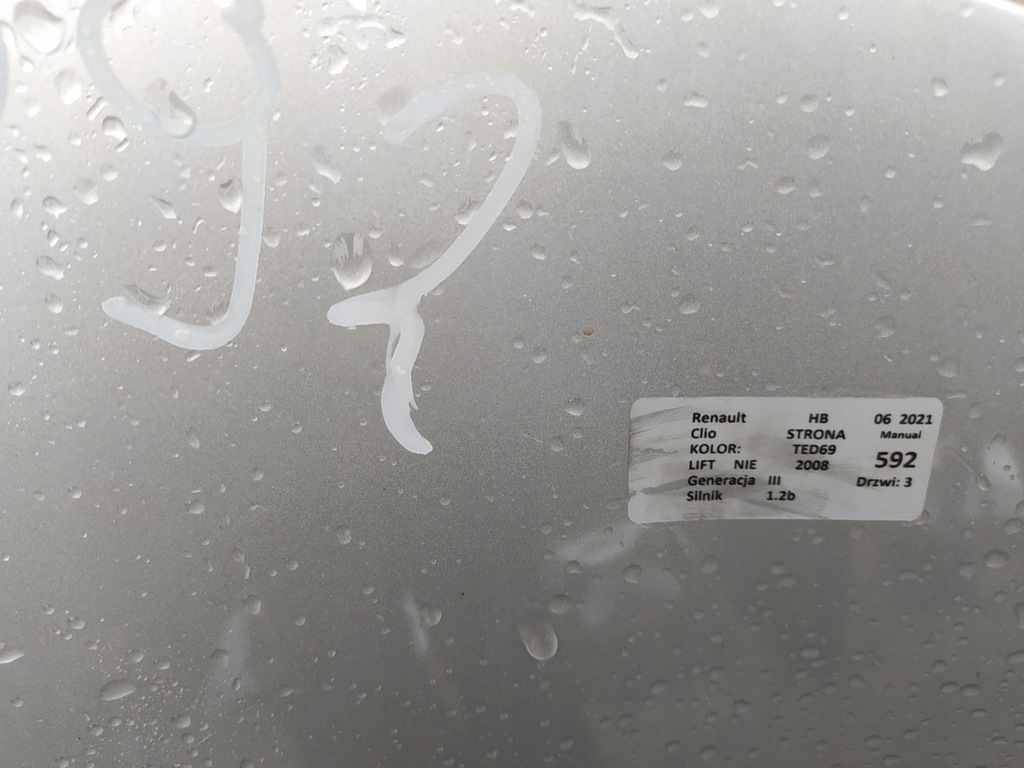 92
Renault HB 06 2021
Clio STRONA Manual
KOLOR: TED69
LIFT NIE 2008 592
Generacja III Drzwi: 3
Silnik 1.2b